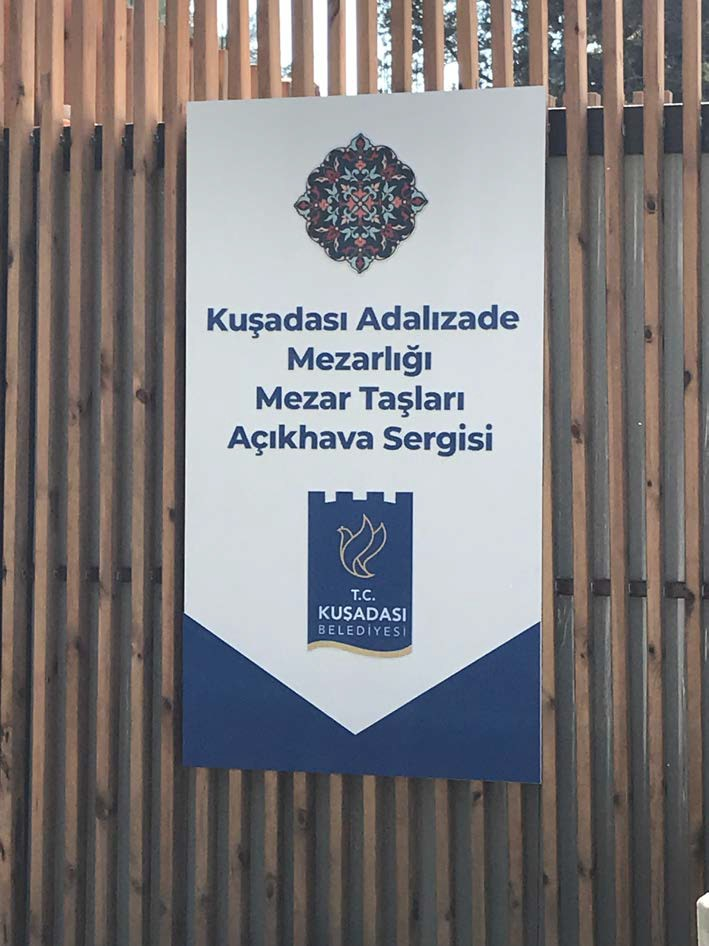 Kuşadası Adalızade
Mezarlığı
Mezar Taşları
Açıkhava Sergisi
T.C.
KUŞADASI
BELEDİYESİ